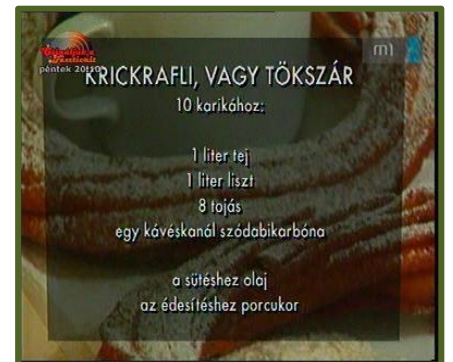 m1
péntek 20:10
KRICKRAFLI, VAGY TÖKSZÁR
10 karikához:
1 liter tej
1 liter liszt
8 tojás
egy kávéskanál szódabikarbóna
a sütéshez olaj
az édesítéshez porcukor